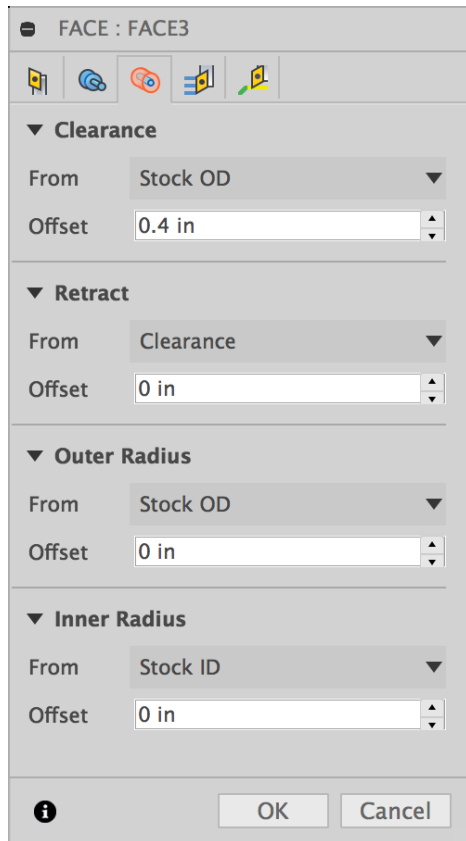 FACE : FACE3
Clearance
From Stock OD
Offset 0.4 in
Retract
From Clearance
Offset 0 in
Outer Radius
From Stock OD
Offset 0 in
Inner Radius
From Stock ID
Offset 0 in
OK Cancel